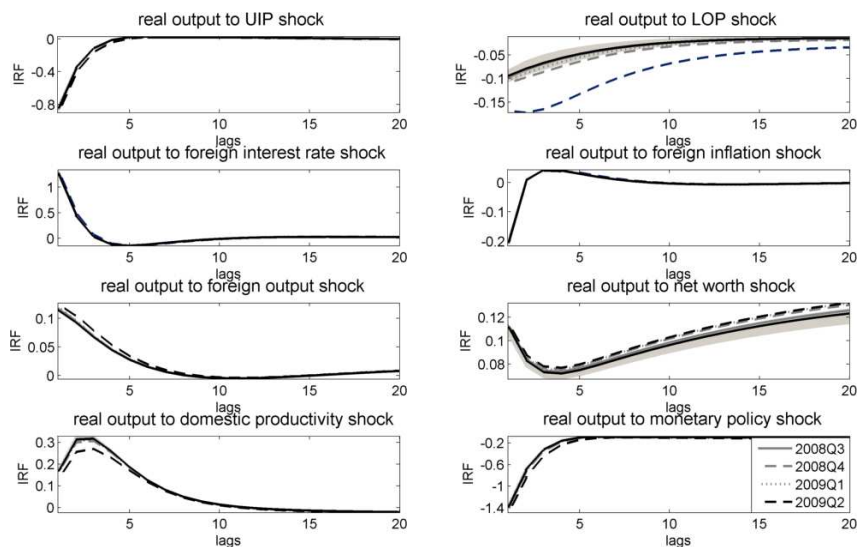 real output to UIP shock
0
-0.4
-0.8
IRF
5
10
15
20
lags
real output to LOP shock
-0.05
-0.1
-0.15
IRF
5
10
15
20
lags
real output to foreign interest rate shock
1
0.5
0
IRF
5
10
15
20
lags
real output to foreign inflation shock
0
-0.1
-0.2
IRF
5
10
15
20
lags
real output to foreign output shock
0.1
0.05
0
IRF
5
10
15
20
lags
real output to net worth shock
0.12
0.1
0.08
IRF
5
10
15
20
lags
real output to domestic productivity shock
0.3
0.2
0.1
0
IRF
5
10
15
20
lags
real output to monetary policy shock
-0.2
-0.6
-1
-1.4
IRF
5
10
15
20
lags
2008Q3
2008Q4
2009Q1
2009Q2